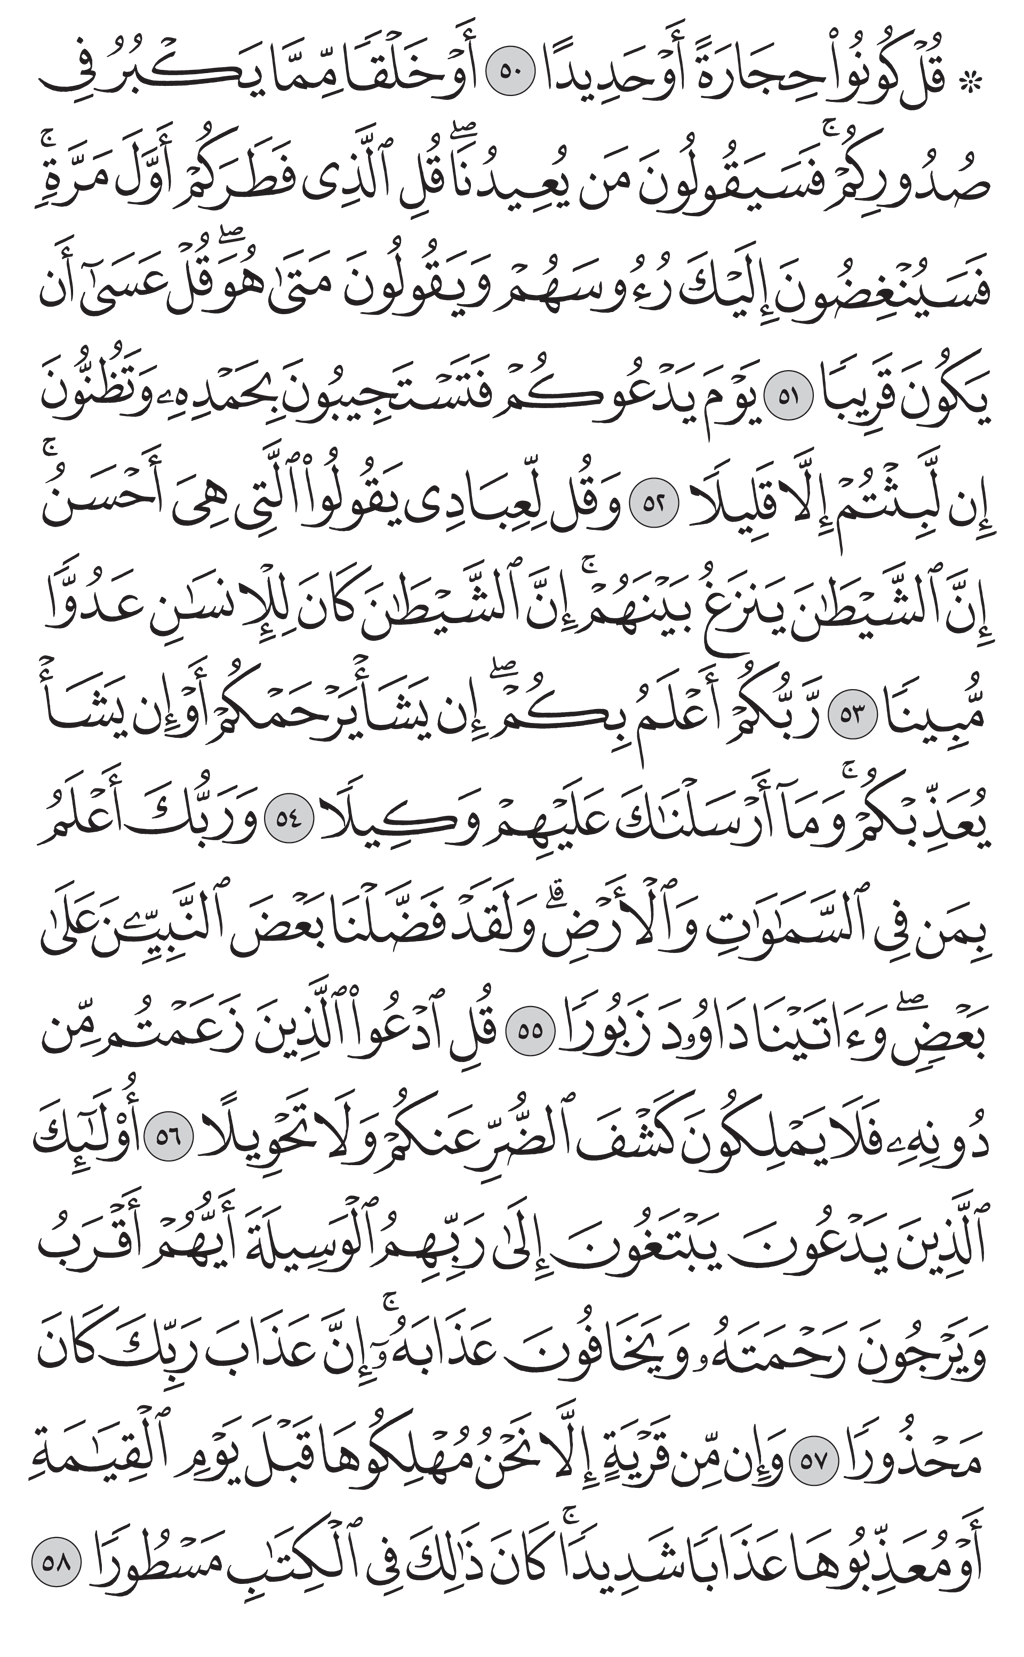 ۞ قُلْ كُونُوا۟ حِجَارَةً أَوْ حَدِيدًا ٥٠ أَوْ خَلْقًا مِّمَّا يَكْبُرُ فِى
صُدُورِكُمْ ۚ فَسَيَقُولُونَ مَن يُعِيدُنَا ۖ قُلِ ٱلَّذِى فَطَرَكُمْ أَوَّلَ مَرَّةٍ ۚ
فَسَيُنْغِضُونَ إِلَيْكَ رُءُوسَهُمْ وَيَقُولُونَ مَتَىٰ هُوَ ۖ قُلْ عَسَىٰٓ أَن
يَكُونَ قَرِيبًا ٥١ يَوْمَ يَدْعُوكُمْ فَتَسْتَجِيبُونَ بِحَمْدِهِۦ وَتَظُنُّونَ
إِن لَّبِثْتُمْ إِلَّا قَلِيلًا ٥٢ وَقُل لِّعِبَادِى يَقُولُوا۟ ٱلَّتِى هِىَ أَحْسَنُ ۚ
إِنَّ ٱلشَّيْطَـٰنَ يَنزَغُ بَيْنَهُمْ ۚ إِنَّ ٱلشَّيْطَـٰنَ كَانَ لِلْإِنسَـٰنِ عَدُوًّا
مُّبِينًا ٥٣ رَّبُّكُمْ أَعْلَمُ بِكُمْ ۖ إِن يَشَأْ يَرْحَمْكُمْ أَوْ إِن يَشَأْ
يُعَذِّبْكُمْ ۚ وَمَآ أَرْسَلْنَـٰكَ عَلَيْهِمْ وَكِيلًا ٥٤ وَرَبُّكَ أَعْلَمُ
بِمَن فِى ٱلسَّمَـٰوَٰتِ وَٱلْأَرْضِ ۗ وَلَقَدْ فَضَّلْنَا بَعْضَ ٱلنَّبِيِّـۧنَ عَلَىٰ
بَعْضٍ ۖ وَءَاتَيْنَا دَاوُۥدَ زَبُورًا ٥٥ قُلِ ٱدْعُوا۟ ٱلَّذِينَ زَعَمْتُم مِّن
دُونِهِۦ فَلَا يَمْلِكُونَ كَشْفَ ٱلضُّرِّ عَنكُمْ وَلَا تَحْوِيلًا ٥٦ أُو۟لَـٰٓئِكَ
ٱلَّذِينَ يَدْعُونَ يَبْتَغُونَ إِلَىٰ رَبِّهِمُ ٱلْوَسِيلَةَ أَيُّهُمْ أَقْرَبُ
وَيَرْجُونَ رَحْمَتَهُۥ وَيَخَافُونَ عَذَابَهُۥٓ ۚ إِنَّ عَذَابَ رَبِّكَ كَانَ
مَحْذُورًا ٥٧ وَإِن مِّن قَرْيَةٍ إِلَّا نَحْنُ مُهْلِكُوهَا قَبْلَ يَوْمِ ٱلْقِيَـٰمَةِ
أَوْ مُعَذِّبُوهَا عَذَابًا شَدِيدًا ۚ كَانَ ذَٰلِكَ فِى ٱلْكِتَـٰبِ مَسْطُورًا ٥٨